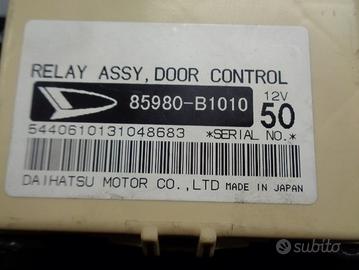 RELAY ASSY, DOOR CONTROL
85980-B1010 12V 50
5440610131048683 *SERIAL NO.*
DAIHATSU MOTOR CO.,LTD MADE IN JAPAN
subito